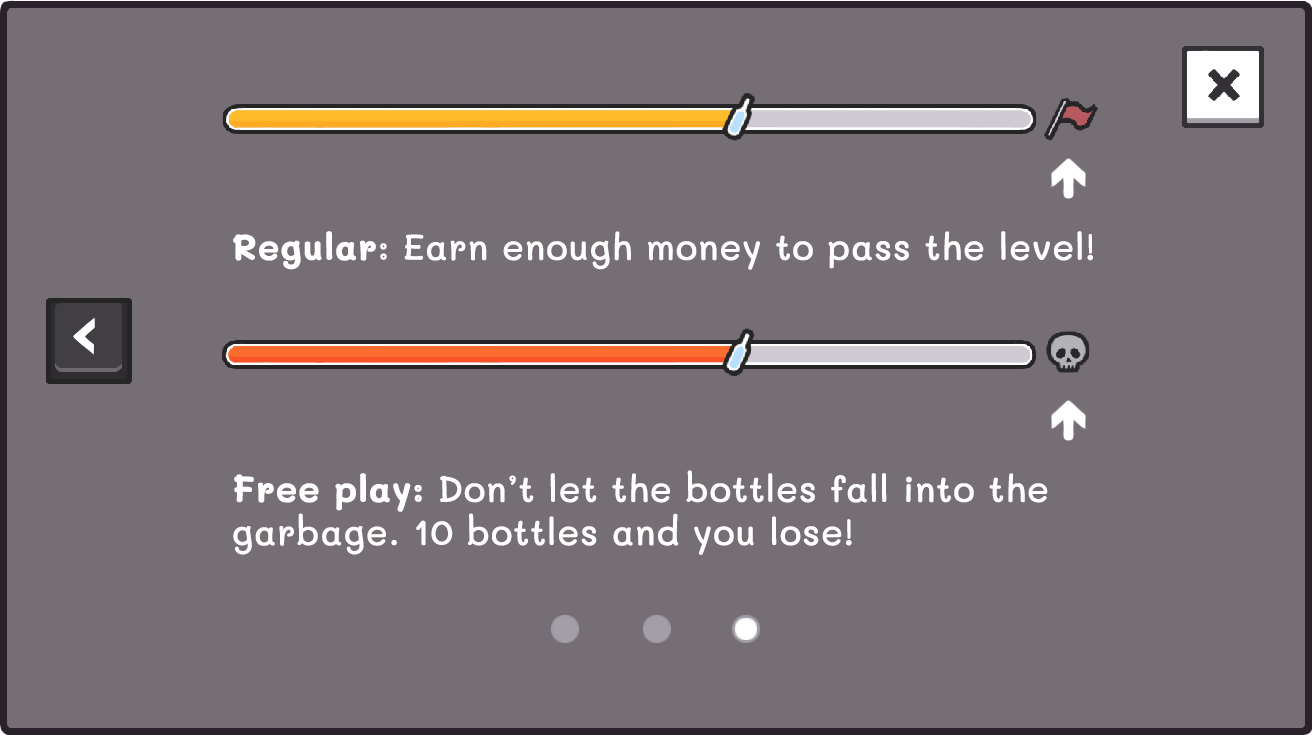 Regular: Earn enough money to pass the level!
Free play: Don't let the bottles fall into the
garbage. 10 bottles and you lose!